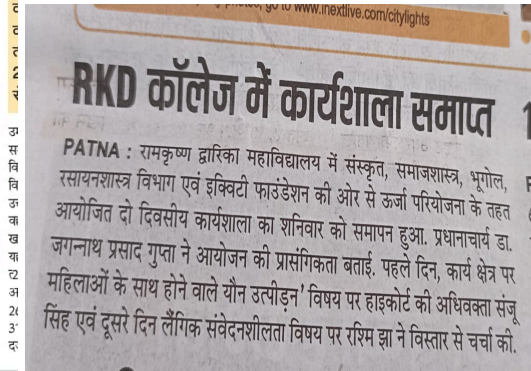 www.inextlive.com/citylights
RKD कॉलेज में कार्यशाला समाप्त
PATNA : रामकृष्ण द्वारिका महाविद्यालय में संस्कृत, समाजशास्त्र, भूगोल,
रसायनशास्त्र विभाग एवं इक्विटी फाउंडेशन की ओर से ऊर्जा परियोजना के तहत
आयोजित दो दिवसीय कार्यशाला का शनिवार को समापन हुआ. प्रधानाचार्य डा.
जगन्नाथ प्रसाद गुप्ता ने आयोजन की प्रासंगिकता बताई. पहले दिन, कार्य क्षेत्र पर
महिलाओं के साथ होने वाले यौन उत्पीड़न' विषय पर हाइकोर्ट की अधिवक्ता संजू
सिंह एवं दूसरे दिन लैंगिक संवेदनशीलता विषय पर रश्मि झा ने विस्तार से चर्चा की.